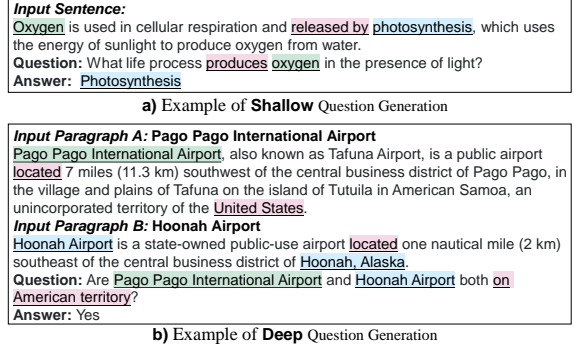 Input Sentence:
Oxygen is used in cellular respiration and released by photosynthesis, which uses
the energy of sunlight to produce oxygen from water.
Question: What life process produces oxygen in the presence of light?
Answer: Photosynthesis
a) Example of Shallow Question Generation
Input Paragraph A: Pago Pago International Airport
Pago Pago International Airport, also known as Tafuna Airport, is a public airport
located 7 miles (11.3 km) southwest of the central business district of Pago Pago, in
the village and plains of Tafuna on the island of Tutuila in American Samoa, an
unincorporated territory of the United States.
Input Paragraph B: Hoonah Airport
Hoonah Airport is a state-owned public-use airport located one nautical mile (2 km)
southeast of the central business district of Hoonah, Alaska.
Question: Are Pago Pago International Airport and Hoonah Airport both on
American territory?
Answer: Yes
b) Example of Deep Question Generation